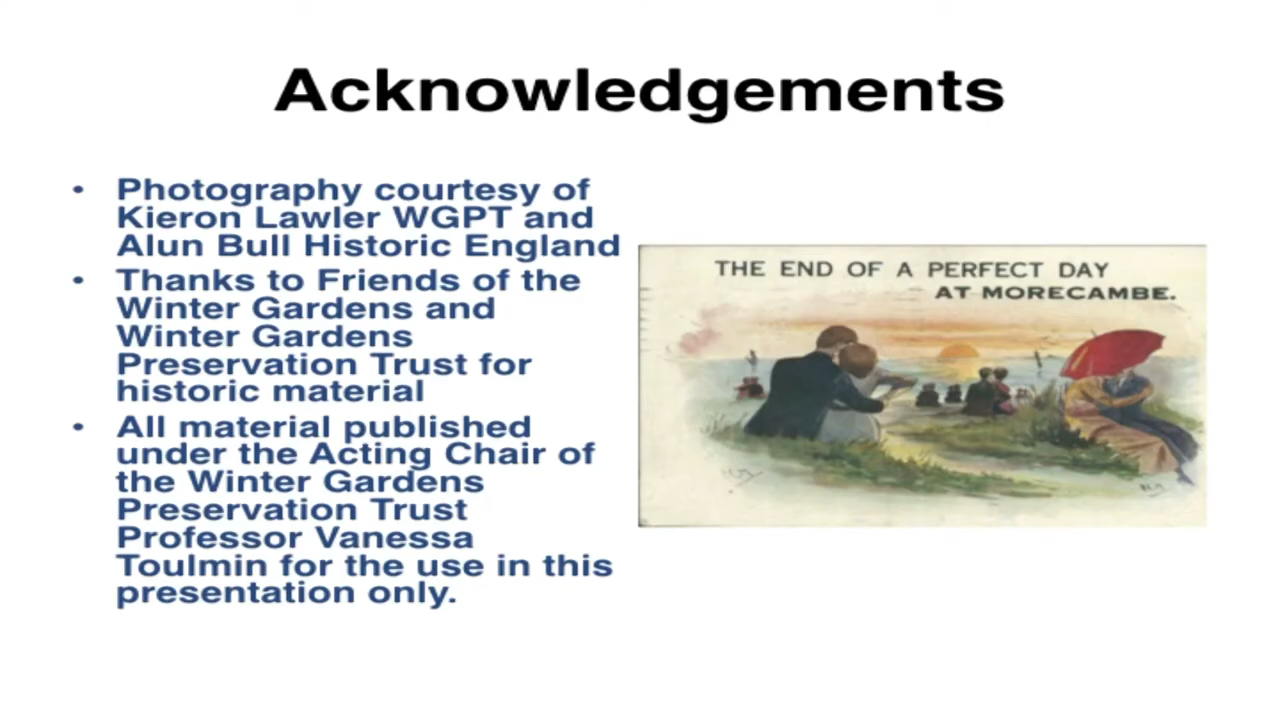 Acknowledgements
• Photography courtesy of
Kieron Lawler WGPT and
Alun Bull Historic England
• Thanks to Friends of the
Winter Gardens and
Winter Gardens
Preservation Trust for
historic material
• All material published
under the Acting Chair of
the Winter Gardens
Preservation Trust
Professor Vanessa
Toulmin for the use in this
presentation only.
THE END OF A PERFECT DAY
AT MORECAMBE.